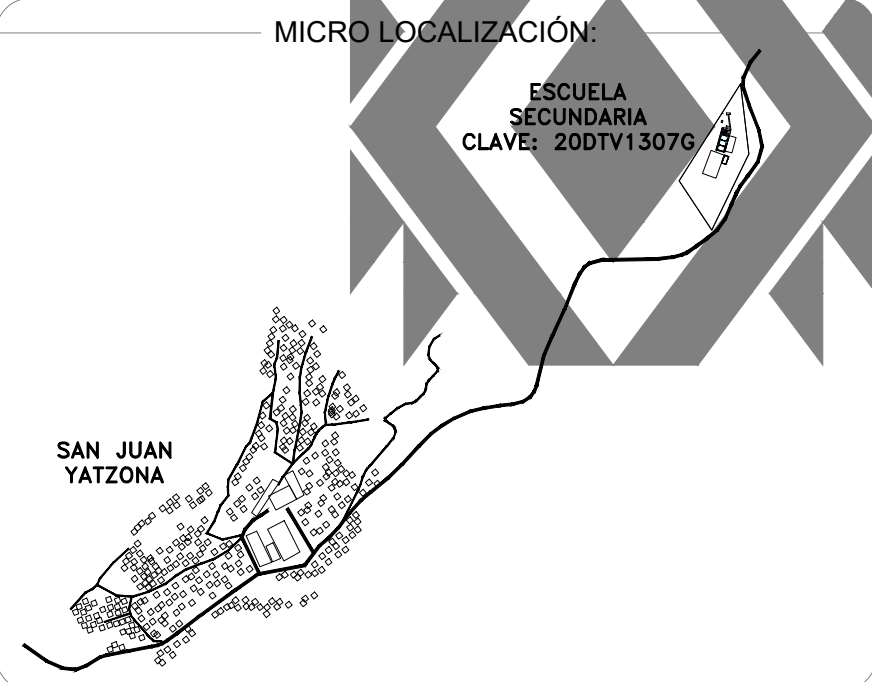 MICRO LOCALIZACIÓN:
ESCUELA
SECUNDARIA
CLAVE: 20DTV1307G
SAN JUAN
YATZONA